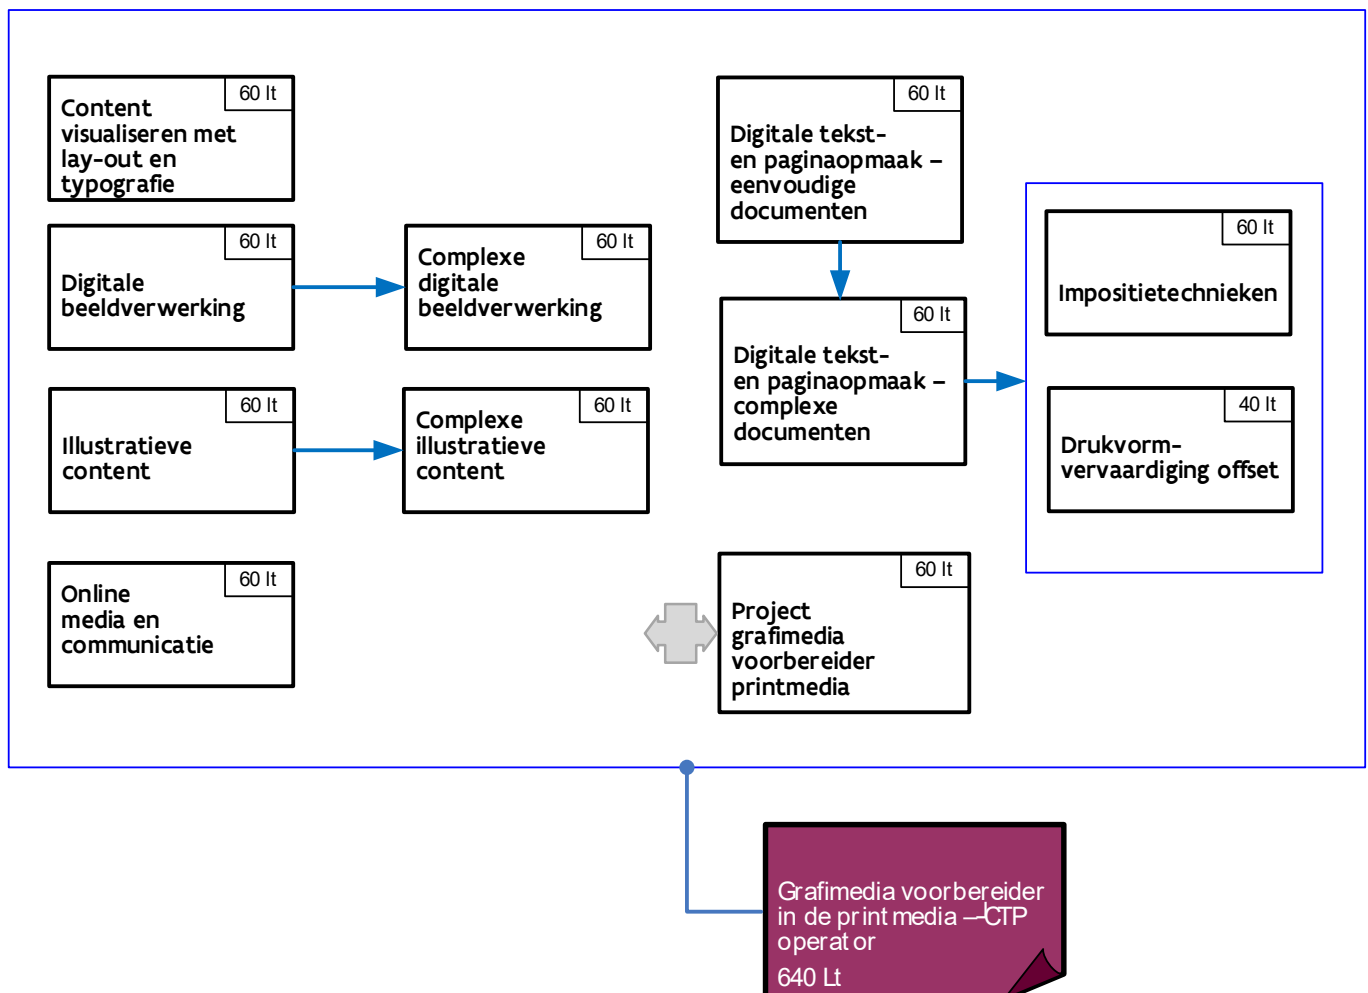 60 lt
Content
visualiseren met
lay-out en
typografie
60 lt
Digitale
beeldverwerking
60 lt
Complexe
digitale
beeldverwerking
60 lt
Illustratieve
content
60 lt
Complexe
illustratieve
content
60 lt
Online
media en
communicatie
60 lt
Digitale tekst-
en paginaopmaak –
eenvoudige
documenten
60 lt
Digitale tekst-
en paginaopmaak –
complexe
documenten
60 lt
Impositietechnieken
40 lt
Drukvorm-
vervaardiging offset
60 lt
Project
grafimedia
voorbereider
printmedia
Grafimedia voorbereider
in de printmedia –CTP
operator
640 Lt